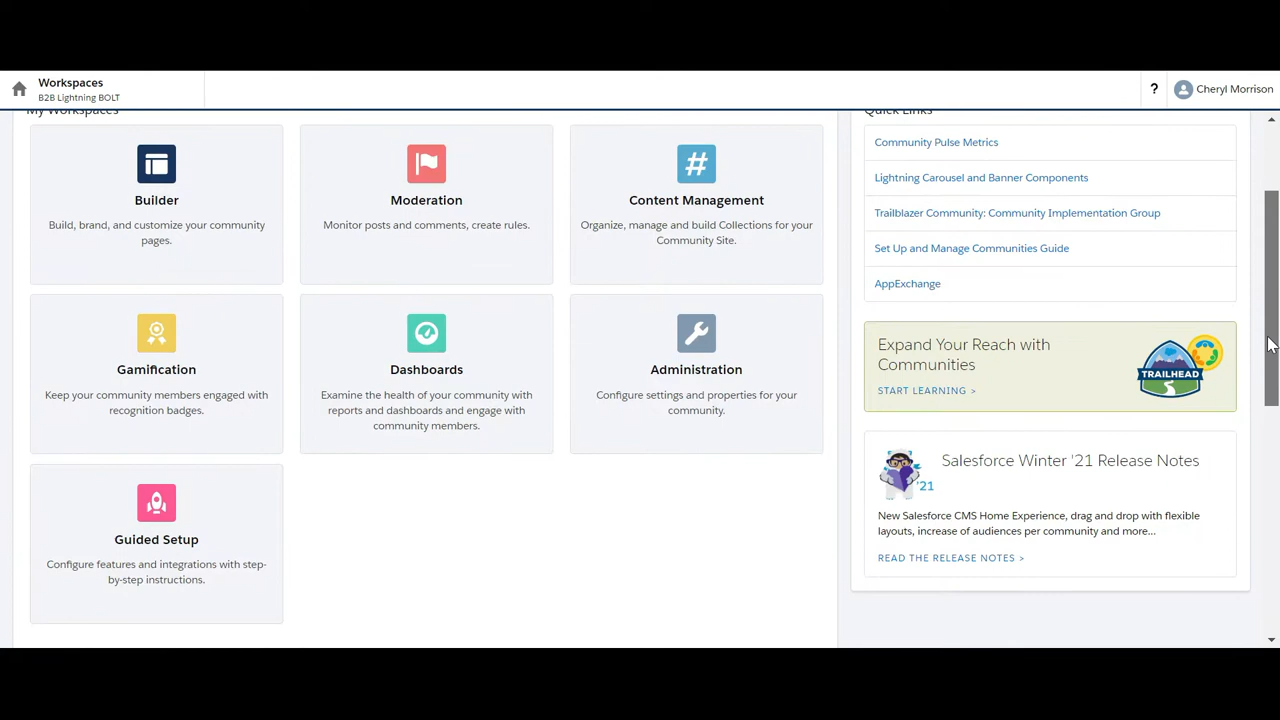 Workspaces
B2B Lightning BOLT
?
Cheryl Morrison
My Workspaces
Builder
Build, brand, and customize your community
pages.
Moderation
Monitor posts and comments, create rules.
Content Management
Organize, manage and build Collections for your
Community Site.
Gamification
Keep your community members engaged with
recognition badges.
Dashboards
Examine the health of your community with
reports and dashboards and engage with
community members.
Administration
Configure settings and properties for your
community.
Guided Setup
Configure features and integrations with step-
by-step instructions.
Quick Links
Community Pulse Metrics
Lightning Carousel and Banner Components
Trailblazer Community: Community Implementation Group
Set Up and Manage Communities Guide
AppExchange
Expand Your Reach with
Communities
START LEARNING >
TRAILHEAD
'21
Salesforce Winter '21 Release Notes
New Salesforce CMS Home Experience, drag and drop with flexible
layouts, increase of audiences per community and more...
READ THE RELEASE NOTES >